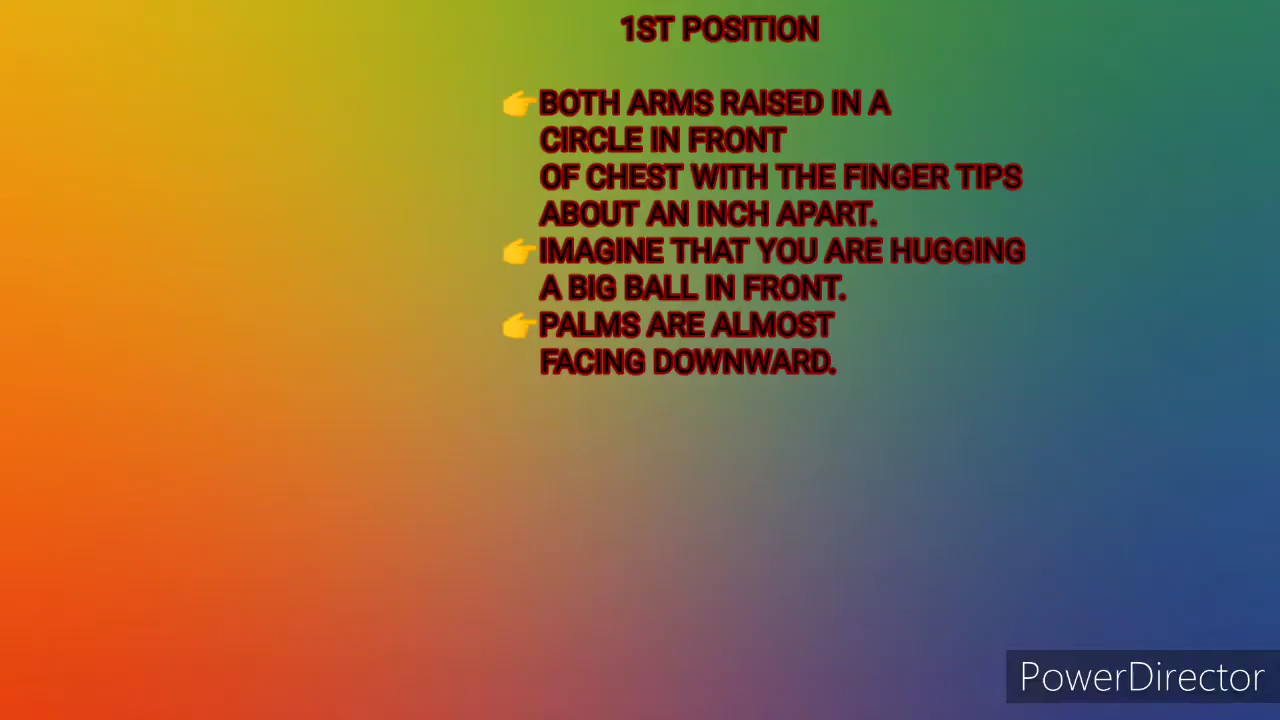 1ST POSITION
👉BOTH ARMS RAISED IN A
CIRCLE IN FRONT
OF CHEST WITH THE FINGER TIPS
ABOUT AN INCH APART.
👉IMAGINE THAT YOU ARE HUGGING
A BIG BALL IN FRONT.
👉PALMS ARE ALMOST
FACING DOWNWARD.
PowerDirector